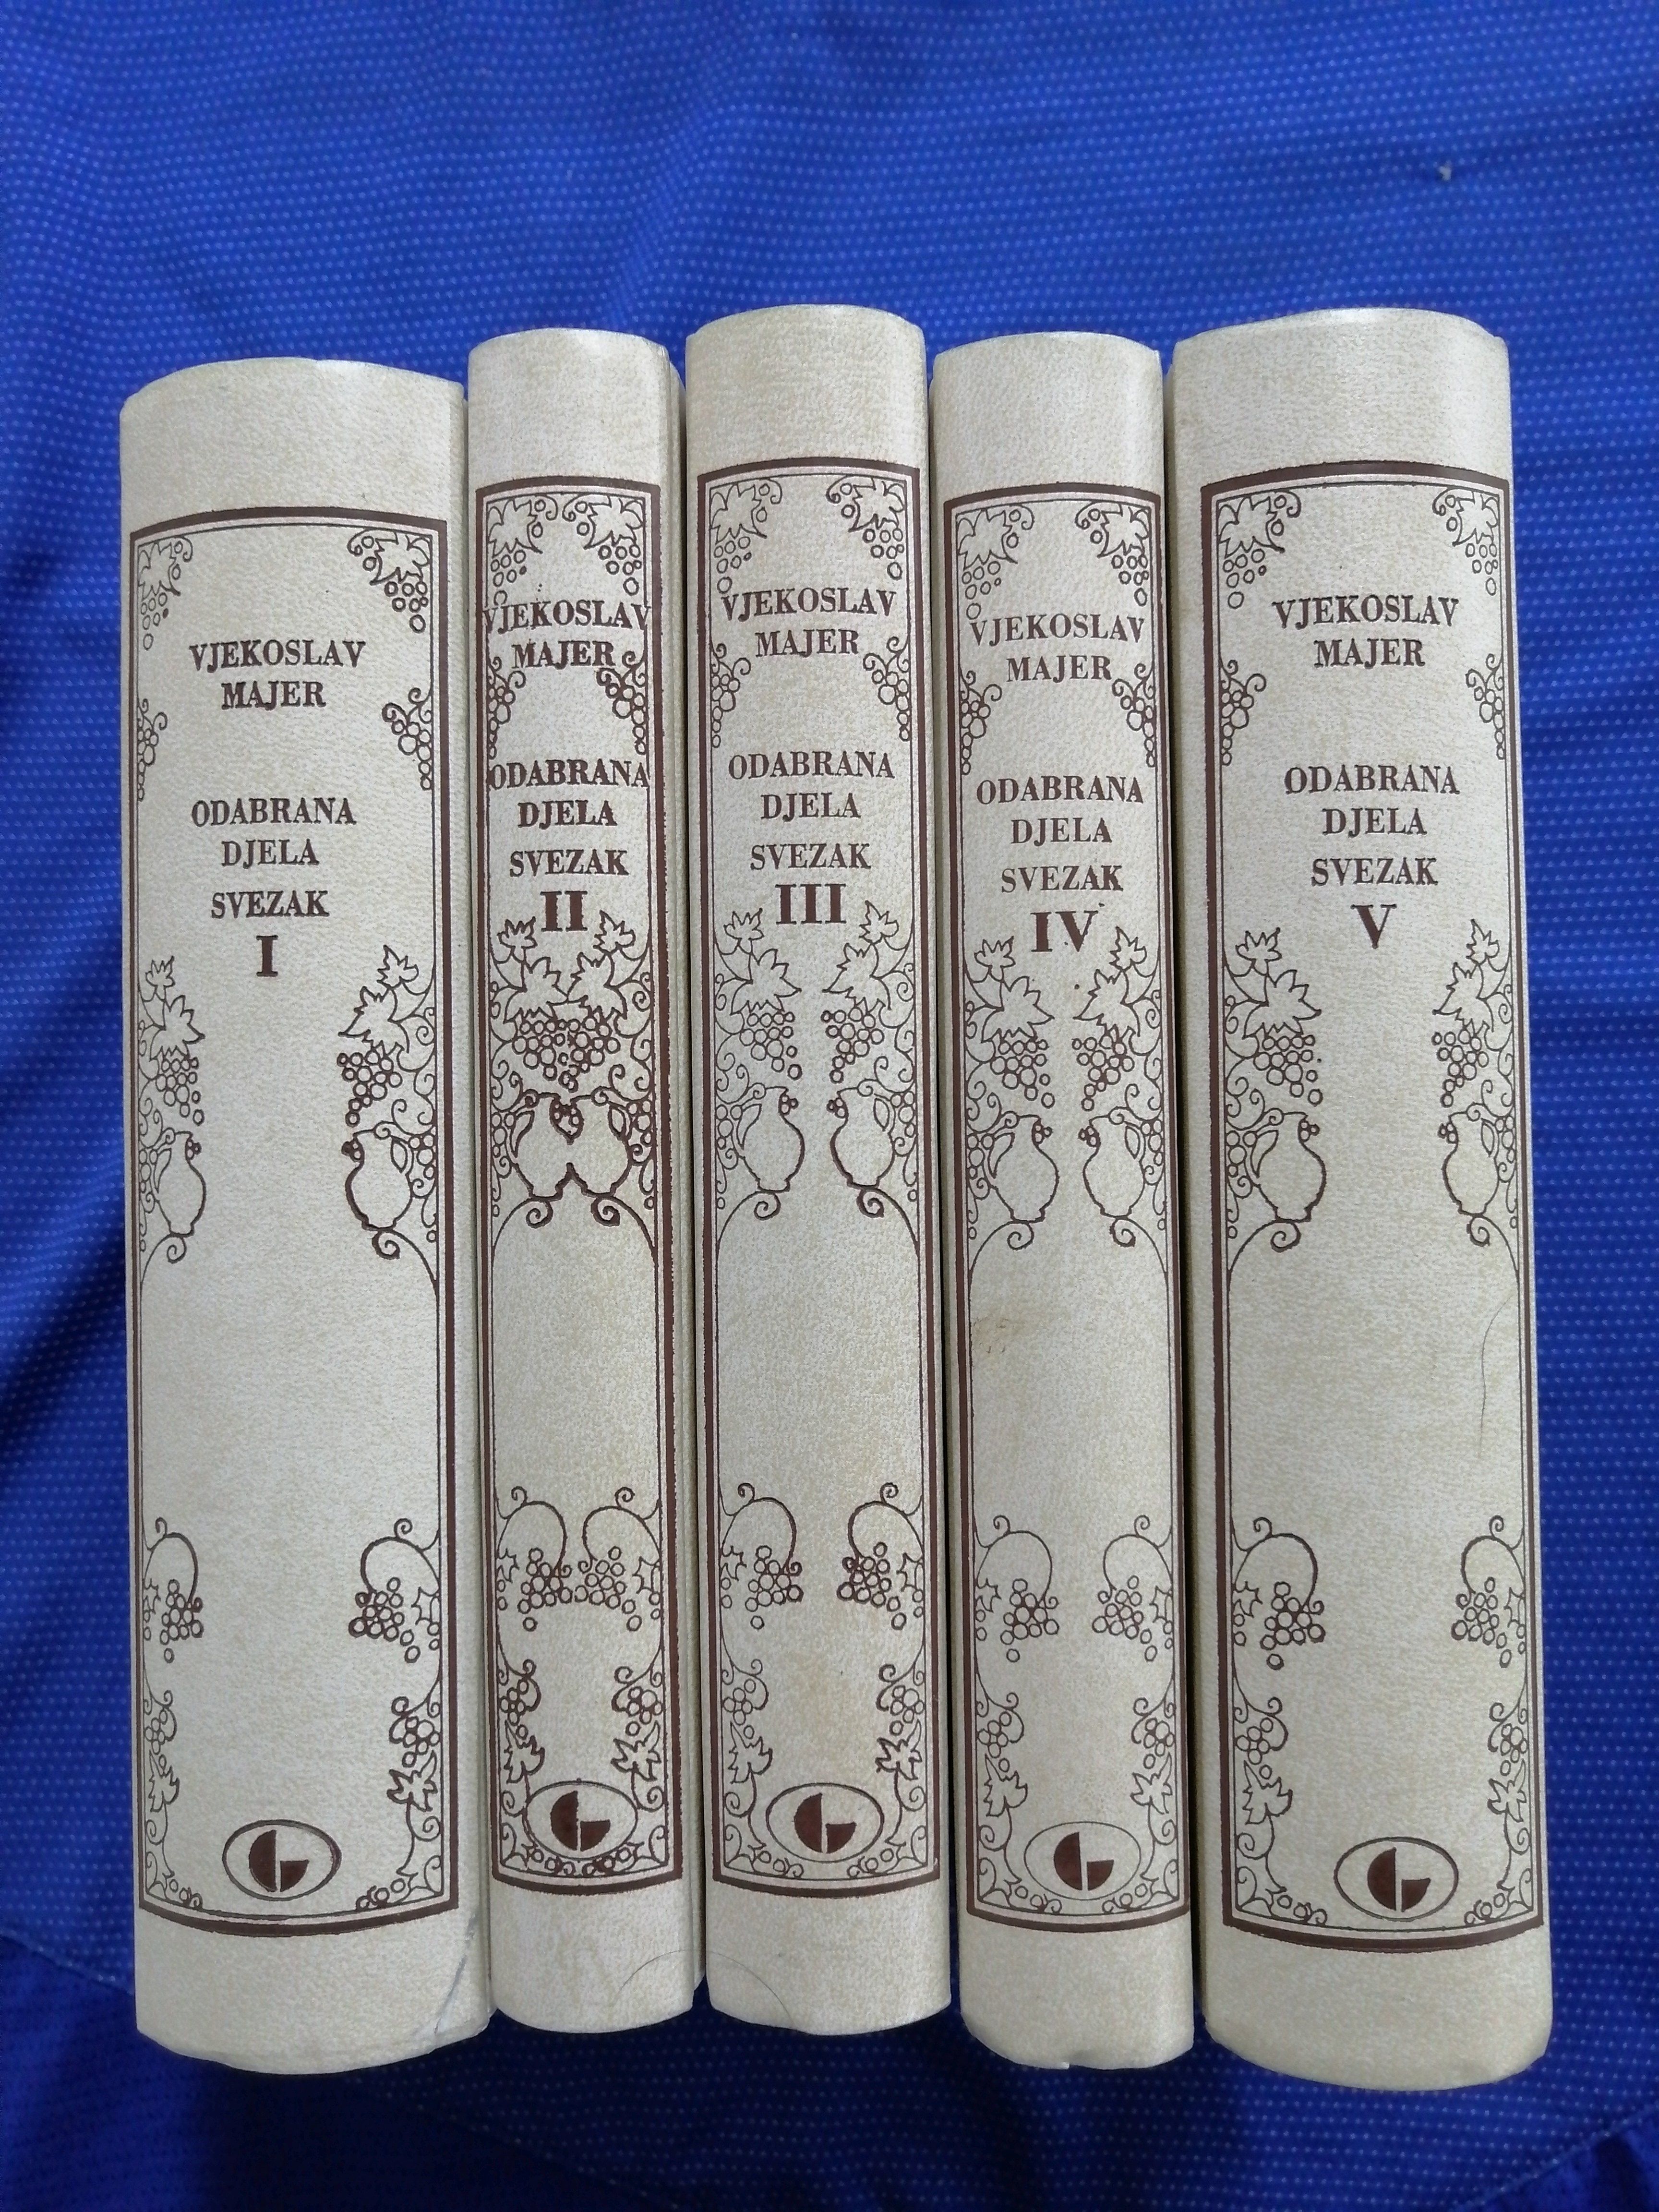 VJEKOSLAV
MAJER
ODABRANA
DJELA
SVEZAK
I
VJEKOSLAV
MAJER
ODABRANA
DJELA
SVEZAK
II
VJEKOSLAV
MAJER
ODABRANA
DJELA
SVEZAK
III
VJEKOSLAV
MAJER
ODABRANA
DJELA
SVEZAK
IV
VJEKOSLAV
MAJER
ODABRANA
DJELA
SVEZAK
V